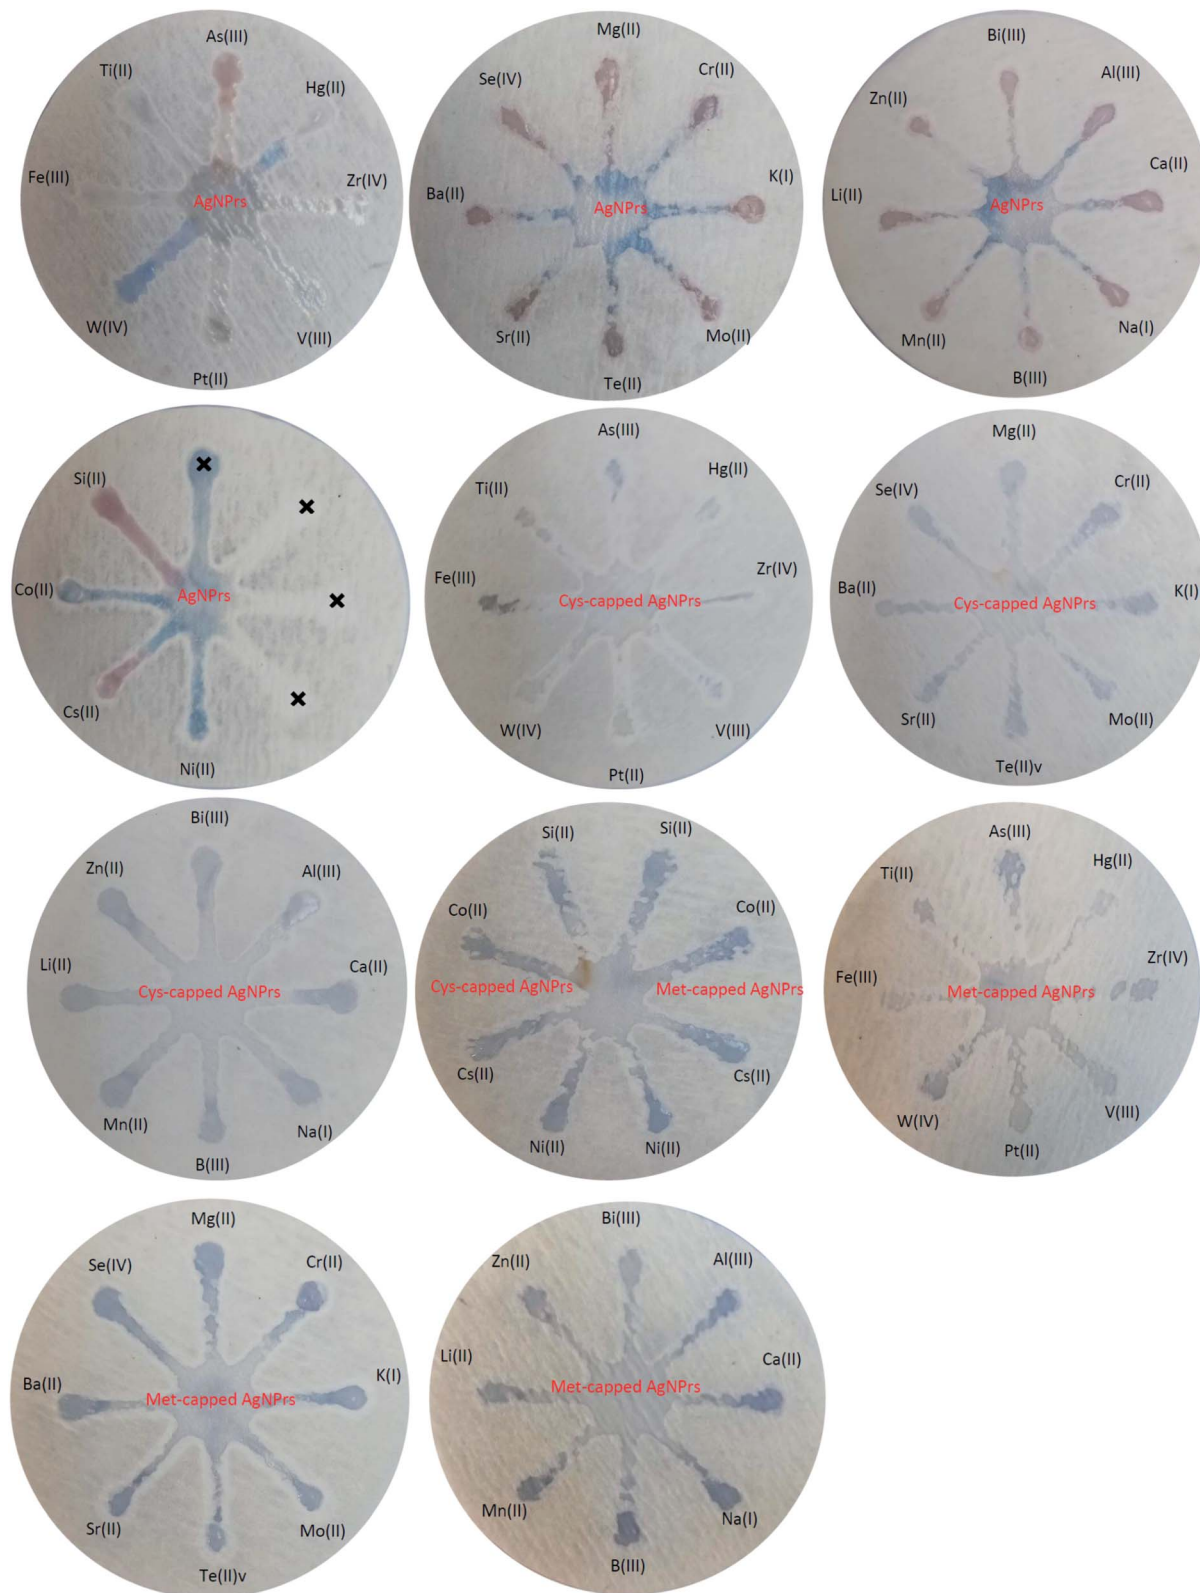 As(III)
Ti(II)
Hg(II)
Fe(III)
AgNPrs
Zr(IV)
W(IV)
V(III)
Pt(II)
Mg(II)
Se(IV)
Cr(II)
Ba(II)
AgNPrs
K(I)
Sr(II)
Mo(II)
Te(II)
Bi(III)
Zn(II)
Al(III)
Li(II)
AgNPrs
Ca(II)
Mn(II)
Na(I)
B(III)
Si(II)
Co(II)
AgNPrs
Cs(II)
Ni(II)
As(III)
Ti(II)
Hg(II)
Fe(III)
Cys-capped AgNPrs
Zr(IV)
W(IV)
V(III)
Pt(II)
Mg(II)
Se(IV)
Cr(II)
Ba(II)
Cys-capped AgNPrs
K(I)
Sr(II)
Mo(II)
Te(II)v
Bi(III)
Zn(II)
Al(III)
Li(II)
Cys-capped AgNPrs
Ca(II)
Mn(II)
Na(I)
B(III)
Si(II)
Si(II)
Co(II)
Co(II)
Cys-capped AgNPrs
Met-capped AgNPrs
Cs(II)
Cs(II)
Ni(II)
Ni(II)
As(III)
Ti(II)
Hg(II)
Fe(III)
Met-capped AgNPrs
Zr(IV)
W(IV)
V(III)
Pt(II)
Mg(II)
Se(IV)
Cr(II)
Ba(II)
Met-capped AgNPrs
K(I)
Sr(II)
Mo(II)
Te(II)v
Bi(III)
Zn(II)
Al(III)
Li(II)
Met-capped AgNPrs
Ca(II)
Mn(II)
Na(I)
B(III)